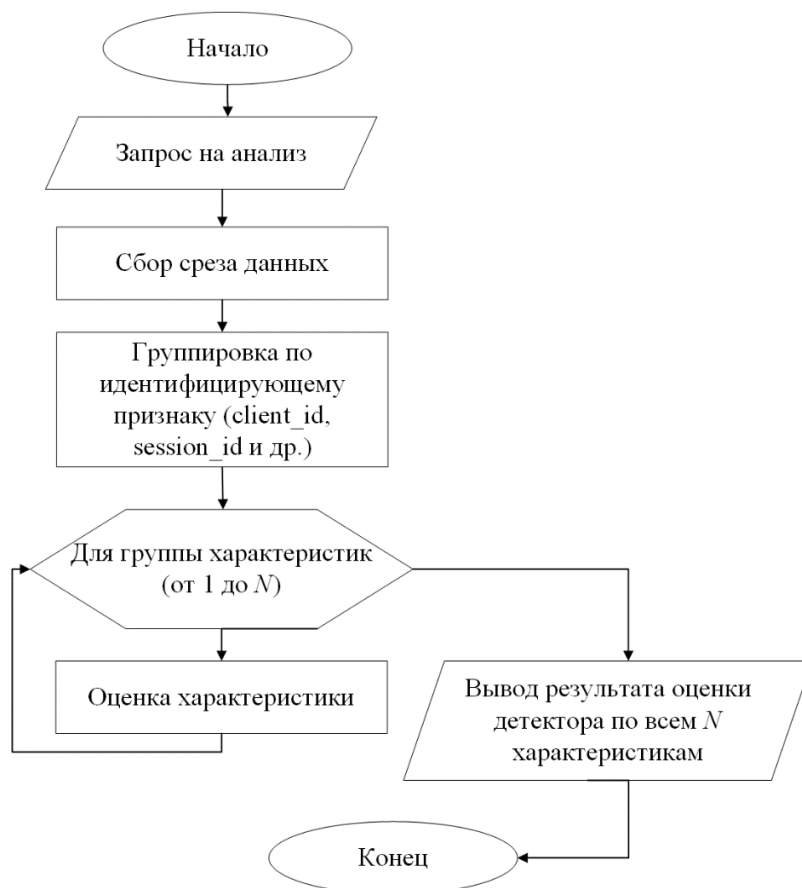 Начало
Запрос на анализ
Сбор среза данных
Группировка по
идентифицирующему
признаку (client_id,
session_id и др.)
Для группы характеристик
(от 1 до N)
Оценка характеристики
Вывод результата оценки
детектора по всем N
характеристикам
Конец